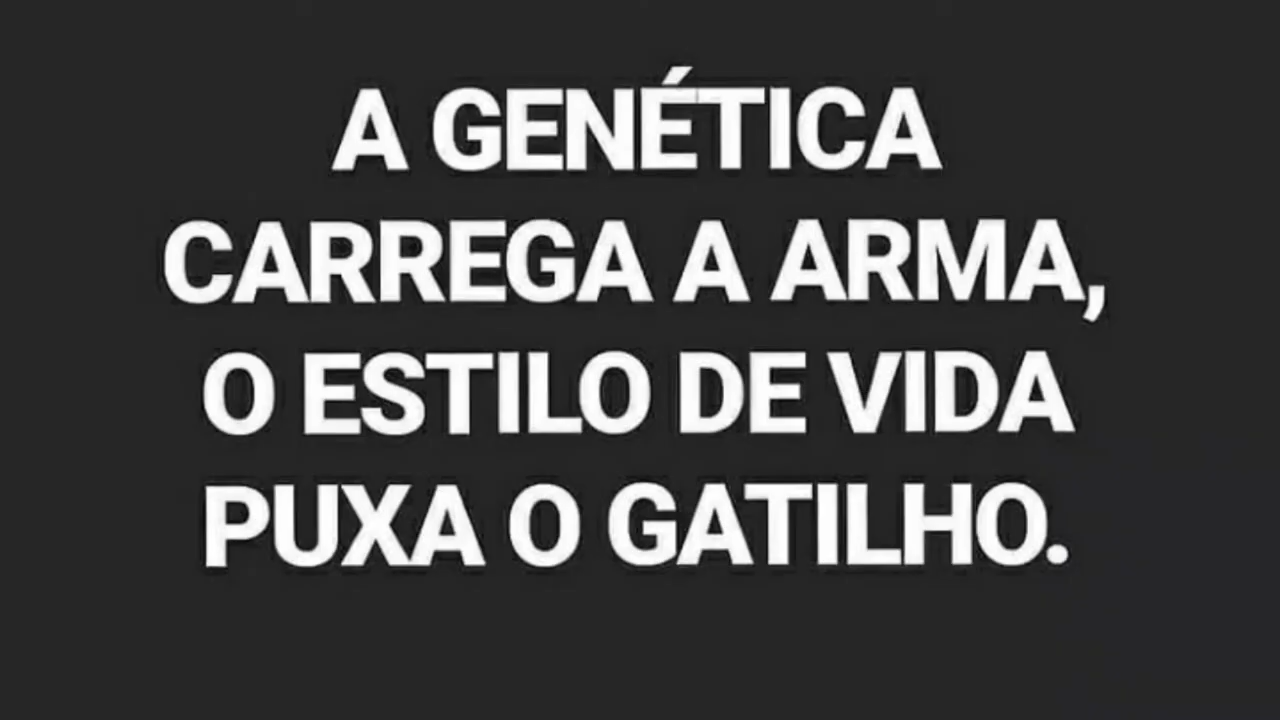 A GENÉTICA
CARREGA A ARMA,
O ESTILO DE VIDA
PUXA O GATILHO.